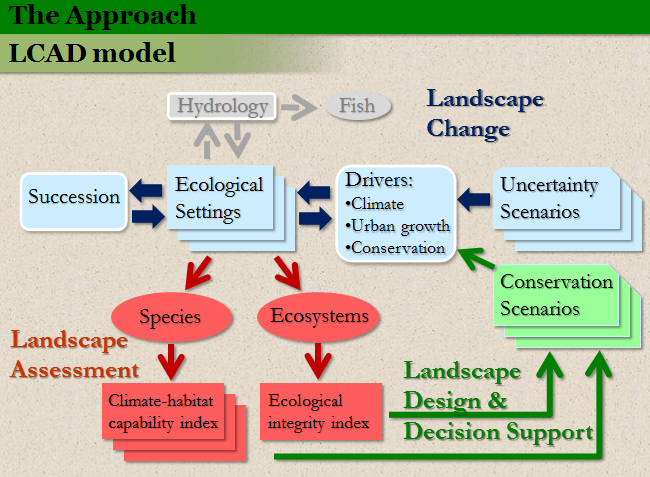 The Approach
LCAD model
Hydrology
Fish
Landscape
Change
Succession
Ecological
Settings
Drivers:
•Climate
•Urban growth
•Conservation
Uncertainty
Scenarios
Conservation
Scenarios
Species
Ecosystems
Landscape
Assessment
Climate-habitat
capability index
Ecological
integrity index
Landscape
Design &
Decision Support